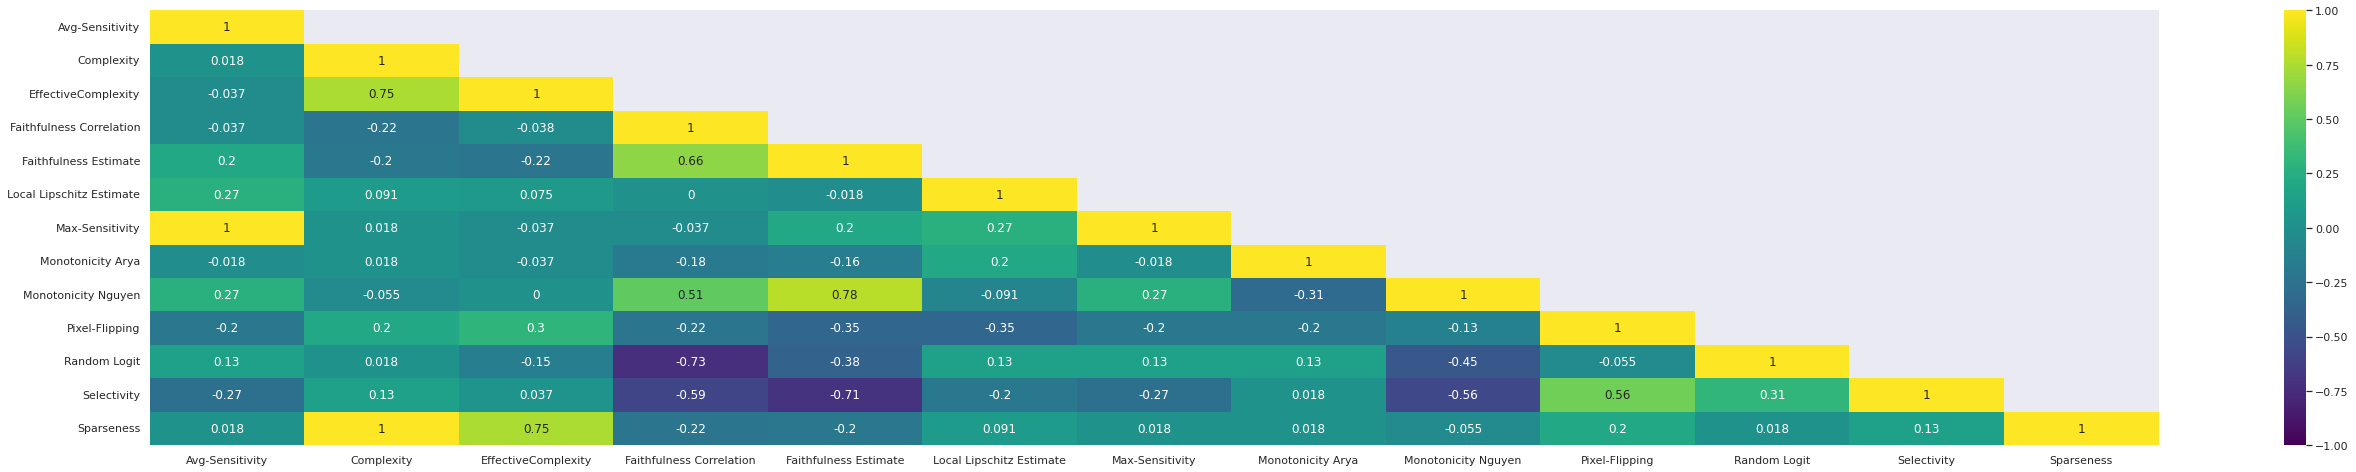 Avg-Sensitivity 1 1.00
Complexity 0.018 1
EffectiveComplexity -0.037 0.75 1 0.75
Faithfulness Correlation -0.037 -0.22 -0.038 1 0.50
Faithfulness Estimate 0.2 -0.2 -0.22 0.66 1
Local Lipschitz Estimate 0.27 0.091 0.075 0 -0.018 1 0.25
Max-Sensitivity 1 0.018 -0.037 -0.037 0.2 0.27 1 0.00
Monotonicity Arya -0.018 0.018 -0.037 -0.18 -0.16 0.2 -0.018 1
Monotonicity Nguyen 0.27 -0.055 0 0.51 0.78 -0.091 0.27 -0.31 1 −0.25
Pixel-Flipping -0.2 0.2 0.3 -0.22 -0.35 -0.35 -0.2 -0.2 -0.13 1 −0.50
Random Logit 0.13 0.018 -0.15 -0.73 -0.38 0.13 0.13 0.13 -0.45 -0.055 1
Selectivity -0.27 0.13 0.037 -0.59 -0.71 -0.2 -0.27 0.018 -0.56 0.56 0.31 1 −0.75
Sparseness 0.018 1 0.75 -0.22 -0.2 0.091 0.018 0.018 -0.055 0.2 0.018 0.13 1 −1.00
Avg-Sensitivity Complexity EffectiveComplexity Faithfulness Correlation Faithfulness Estimate Local Lipschitz Estimate Max-Sensitivity Monotonicity Arya Monotonicity Nguyen Pixel-Flipping Random Logit Selectivity Sparseness